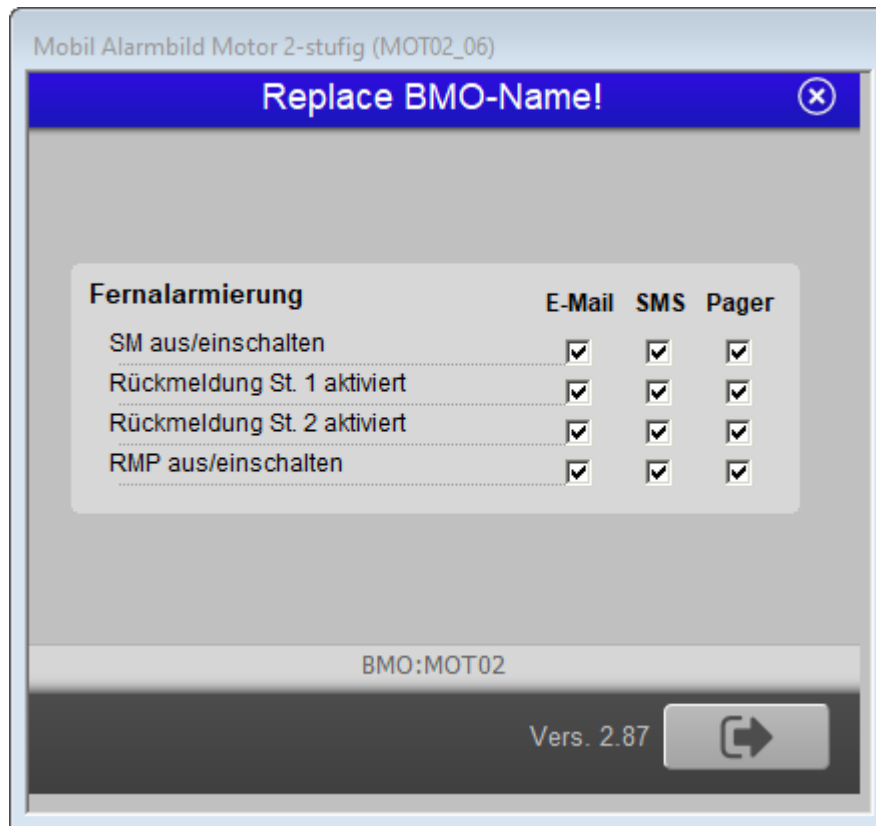 Mobil Alarmbild Motor 2-stufig (MOT02_06)
Replace BMO-Name!
Fernalarmierung E-Mail SMS Pager
SM aus/einschalten
Rückmeldung St. 1 aktiviert
Rückmeldung St. 2 aktiviert
RMP aus/einschalten
BMO:MOT02
Vers. 2.87